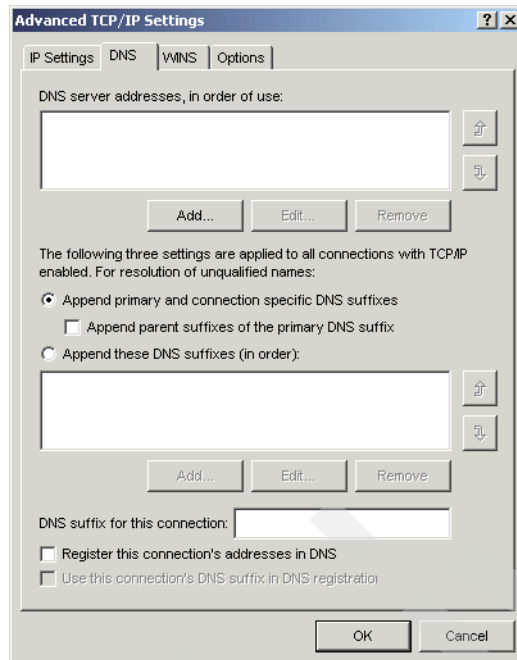 Advanced TCP/IP Settings
IP Settings DNS WINS Options
DNS server addresses, in order of use:
Add... Edit... Remove
The following three settings are applied to all connections with TCP/IP
enabled. For resolution of unqualified names:
Append primary and connection specific DNS suffixes
Append parent suffixes of the primary DNS suffix
Append these DNS suffixes (in order):
Add... Edit... Remove
DNS suffix for this connection:
Register this connection's addresses in DNS
Use this connection's DNS suffix in DNS registration
OK Cancel